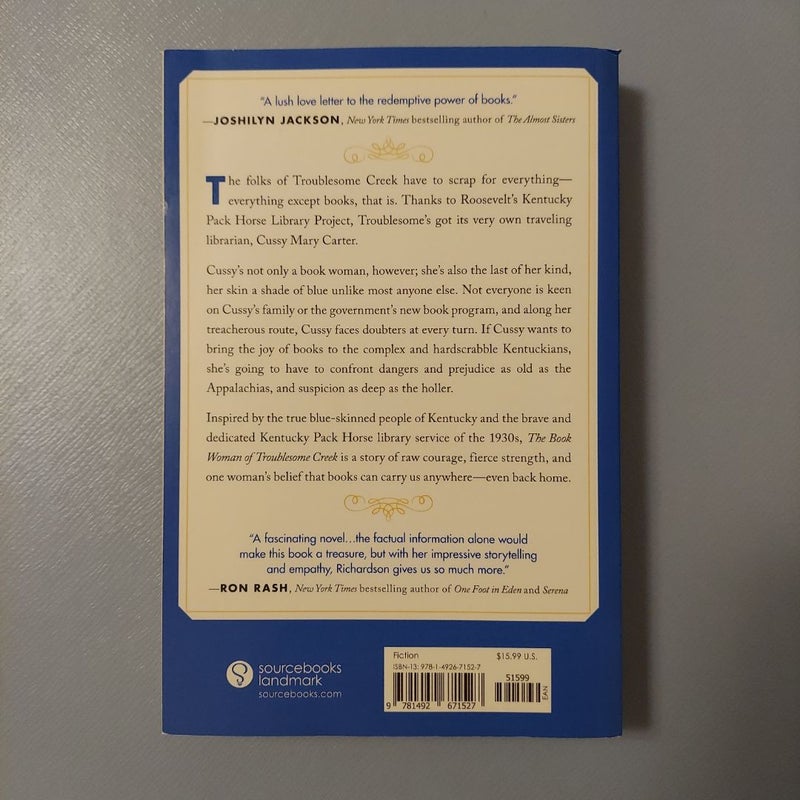 “A lush love letter to the redemptive power of books.”
—JOSHILYN JACKSON, New York Times bestselling author of The Almost Sisters
The folks of Troublesome Creek have to scrap for everything—
everything except books, that is. Thanks to Roosevelt’s Kentucky
Pack Horse Library Project, Troublesome’s got its very own traveling
librarian, Cussy Mary Carter.
Cussy’s not only a book woman, however; she’s also the last of her kind,
her skin a shade of blue unlike most anyone else. Not everyone is keen
on Cussy’s family or the government’s new book program, and along her
treacherous route, Cussy faces doubters at every turn. If Cussy wants to
bring the joy of books to the complex and hardscrabble Kentuckians,
she’s going to have to confront dangers and prejudice as old as the
Appalachias, and suspicion as deep as the holler.
Inspired by the true blue-skinned people of Kentucky and the brave and
dedicated Kentucky Pack Horse library service of the 1930s, The Book
Woman of Troublesome Creek is a story of raw courage, fierce strength, and
one woman’s belief that books can carry us anywhere—even back home.
“A fascinating novel…the factual information alone would
make this book a treasure, but with her impressive storytelling
and empathy, Richardson gives us so much more.”
—RON RASH, New York Times bestselling author of One Foot in Eden and Serena
sourcebooks
landmark
sourcebooks.com
Fiction $15.99 U.S.
ISBN-13: 978-1-4926-7152-7
51599
EAN
9 781492 671527